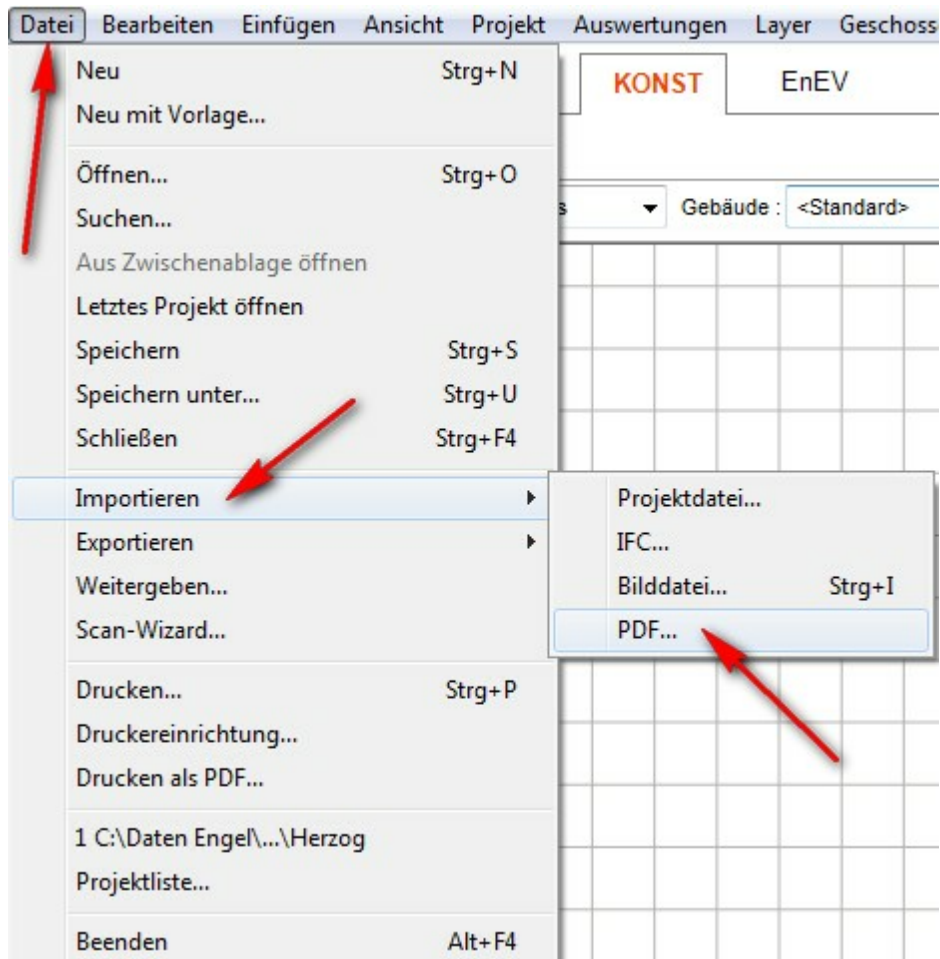 Datei Bearbeiten Einfügen Ansicht Projekt Auswertungen Layer Geschoss
Neu Strg+N
Neu mit Vorlage...
Öffnen... Strg+O
Suchen...
Aus Zwischenablage öffnen
Letztes Projekt öffnen
Speichern Strg+S
Speichern unter... Strg+U
Schließen Strg+F4
Importieren
Exportieren
Weitergeben...
Scan-Wizard...
Drucken... Strg+P
Druckereinrichtung...
Drucken als PDF...
1 C:\Daten Engel\...\Herzog
Projektliste...
Beenden Alt+F4
KONST EnEV
s Gebäude : <Standard>
Projektdatei...
IFC...
Bilddatei... Strg+I
PDF...